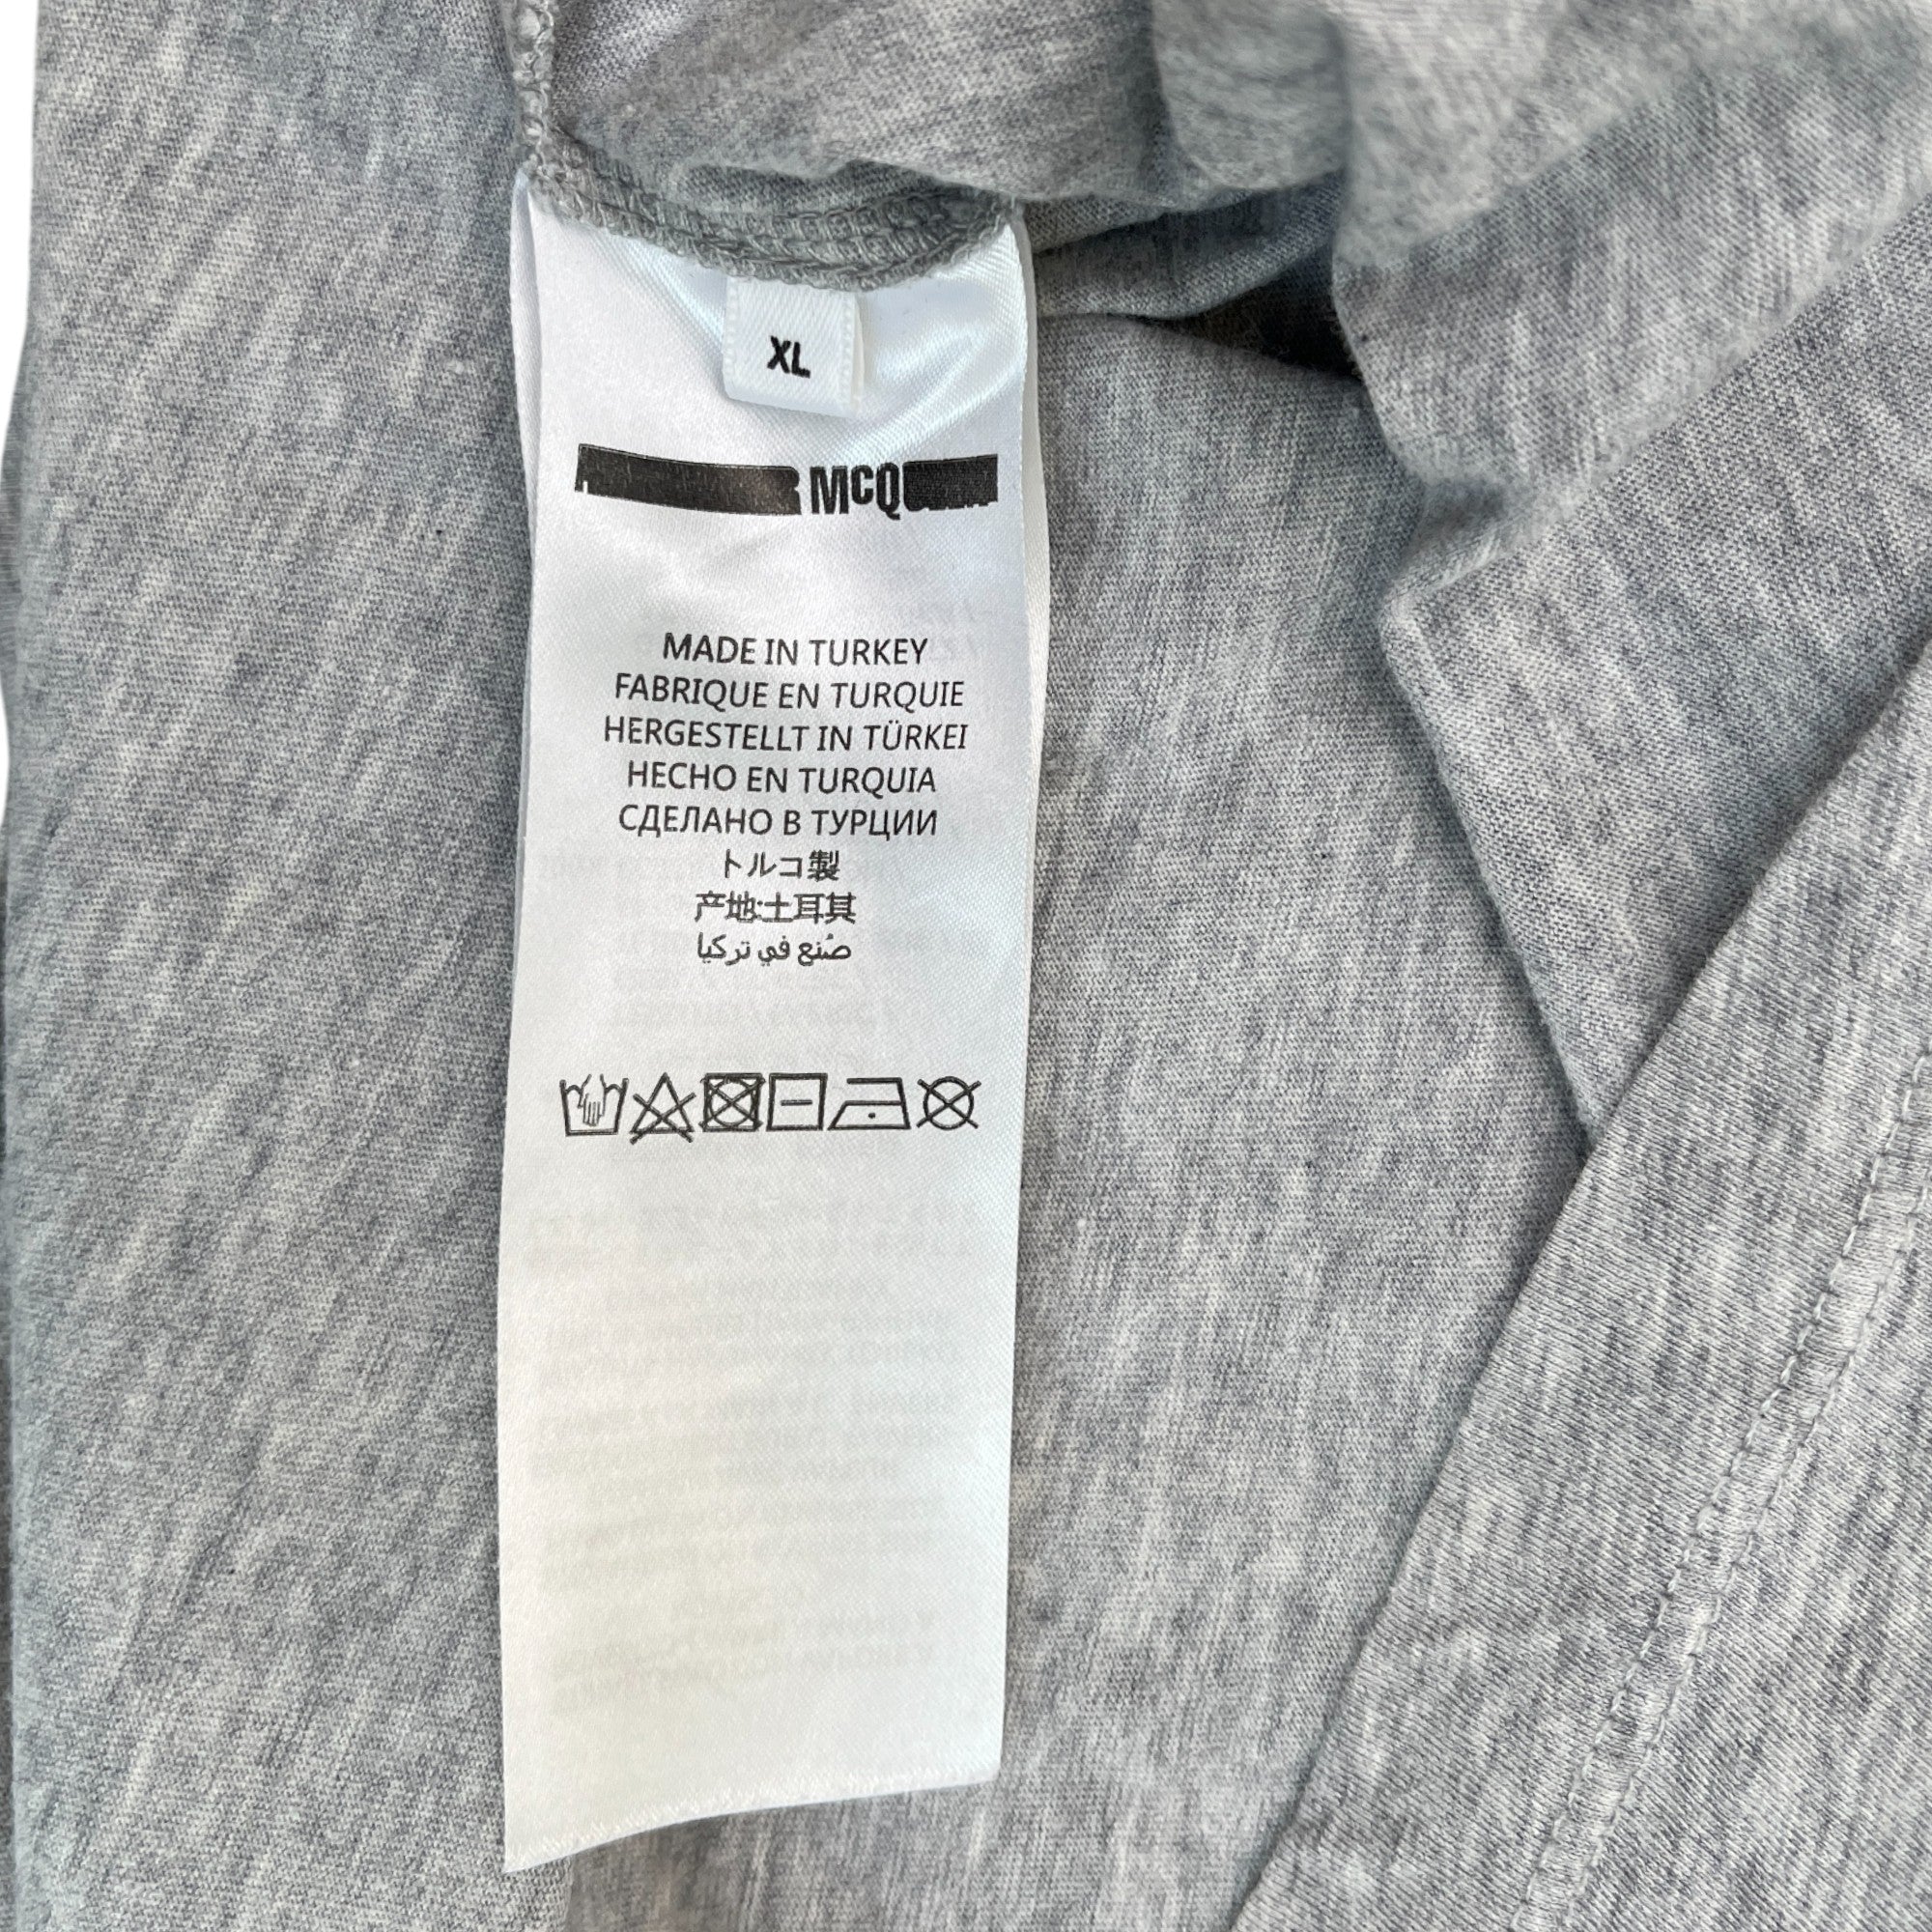 XL
McQ
MADE IN TURKEY
FABRIQUE EN TURQUIE
HERGESTELLT IN TÜRKEI
HECHO EN TURQUIA
СДЕЛАНО В ТУРЦИИ
トルコ製
产地:土耳其
صُنع في تركيا